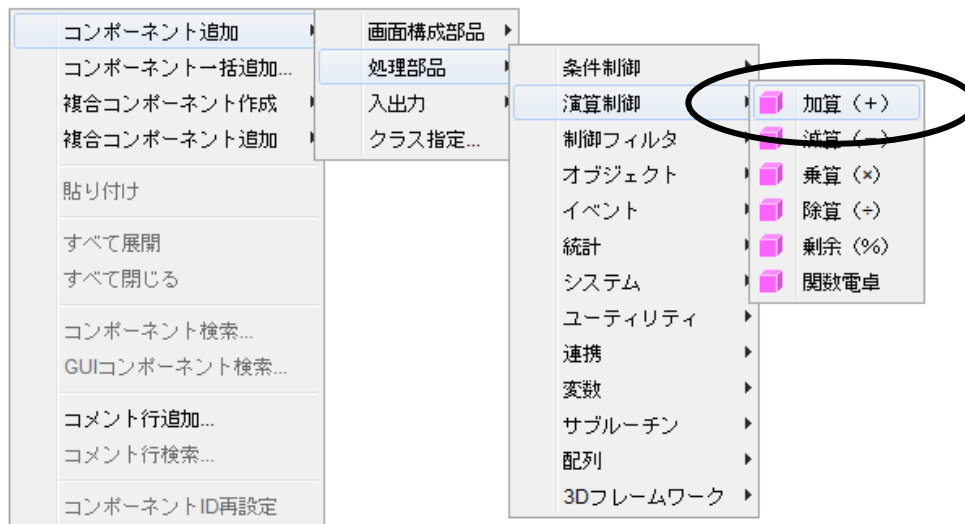 コンポーネント追加
コンポーネント一括追加...
複合コンポーネント作成
複合コンポーネント追加
貼り付け
すべて展開
すべて閉じる
コンポーネント検索...
GUIコンポーネント検索...
コメント行追加...
コメント行検索...
コンポーネントID再設定
画面構成部品
処理部品
入出力
クラス指定...
条件制御
演算制御
制御フィルタ
オブジェクト
イベント
統計
システム
ユーティリティ
連携
変数
サブルーチン
配列
3Dフレームワーク
加算（+）
減算（-）
乗算（×）
除算（÷）
剰余（%）
関数電卓